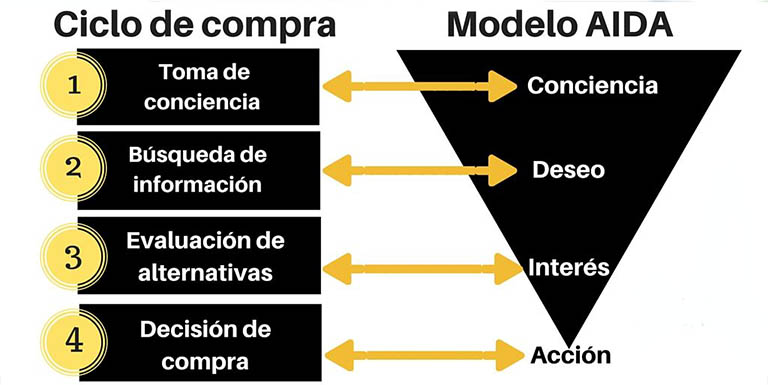 Ciclo de compra
Modelo AIDA
1
Toma de
conciencia
Conciencia
2
Búsqueda de
información
Deseo
3
Evaluación de
alternativas
Interés
4
Decisión de
compra
Acción